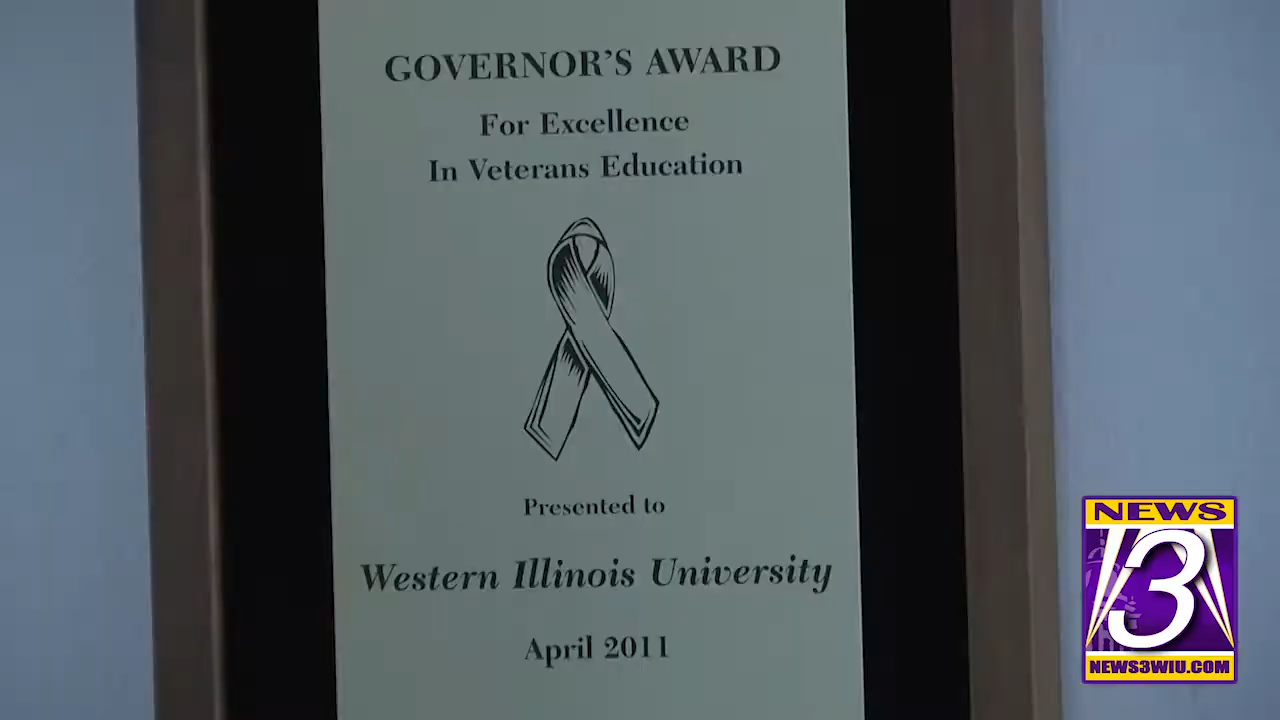 GOVERNOR'S AWARD
For Excellence
In Veterans Education
Presented to
Western Illinois University
April 2011
NEWS
3
NEWS3WIU.COM